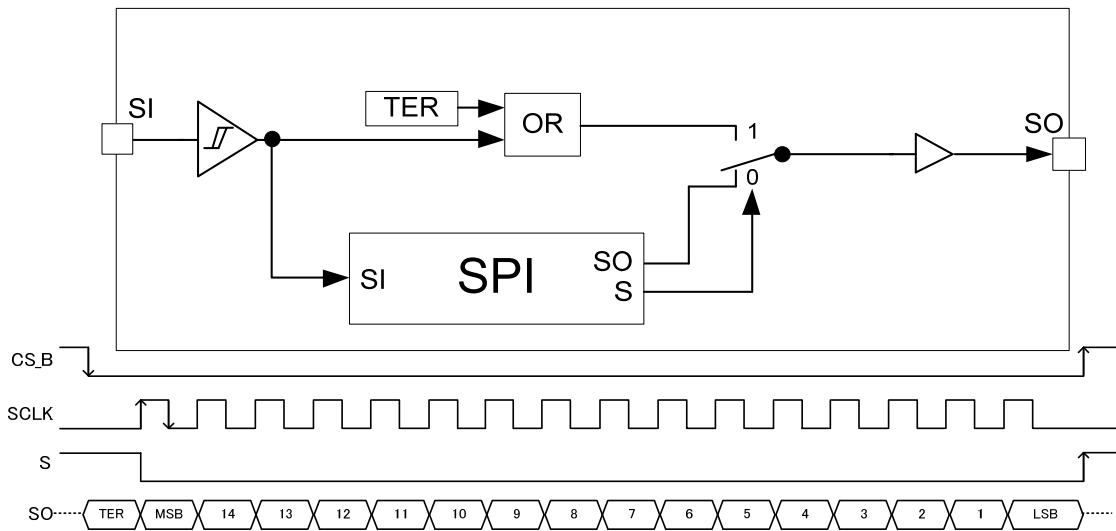 SI
TER
OR
1
0
SO
SI
SPI
SO
S
CS_B
SCLK
S
SO
TER MSB 14 13 12 11 10 9 8 7 6 5 4 3 2 1 LSB